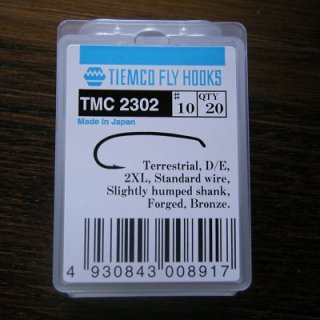 TIEMCO FLY HOOKS
TMC 2302
# 10
QTY 20
Made in Japan
Terrestrial, D/E,
2XL, Standard wire,
Slightly humped shank,
Forged, Bronze.
4 930843 008917